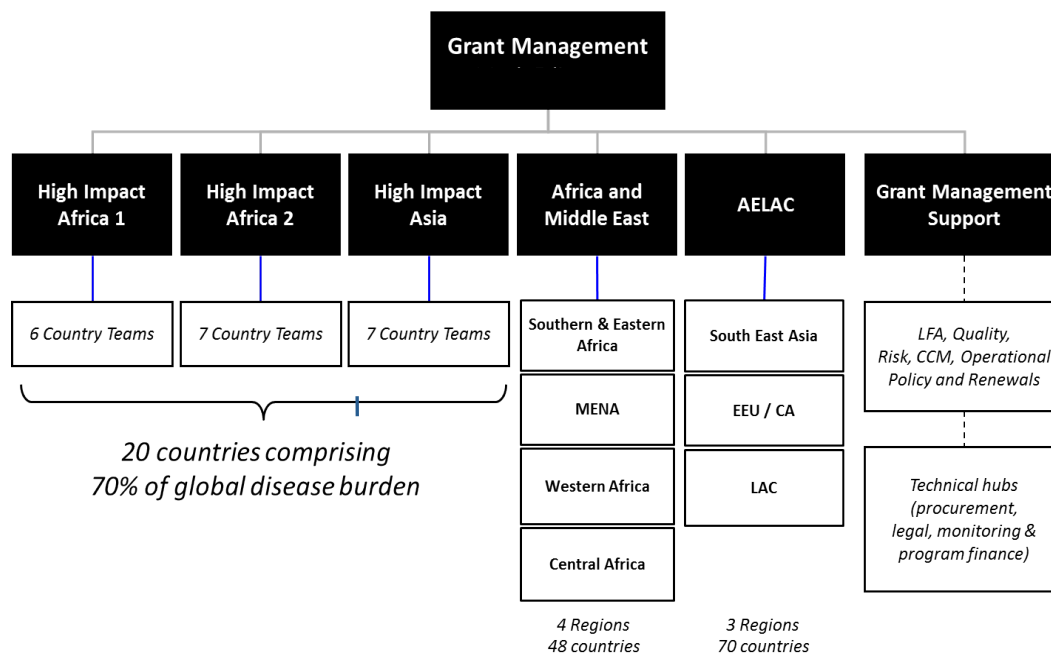 Grant Management
High Impact
Africa 1
High Impact
Africa 2
High Impact
Asia
Africa and
Middle East
AELAC
Grant Management
Support
6 Country Teams
7 Country Teams
7 Country Teams
Southern & Eastern
Africa
MENA
Western Africa
Central Africa
South East Asia
EEU / CA
LAC
LFA, Quality,
Risk, CCM, Operational
Policy and Renewals
Technical hubs
(procurement,
legal, monitoring &
program finance)
20 countries comprising
70% of global disease burden
4 Regions
48 countries
3 Regions
70 countries